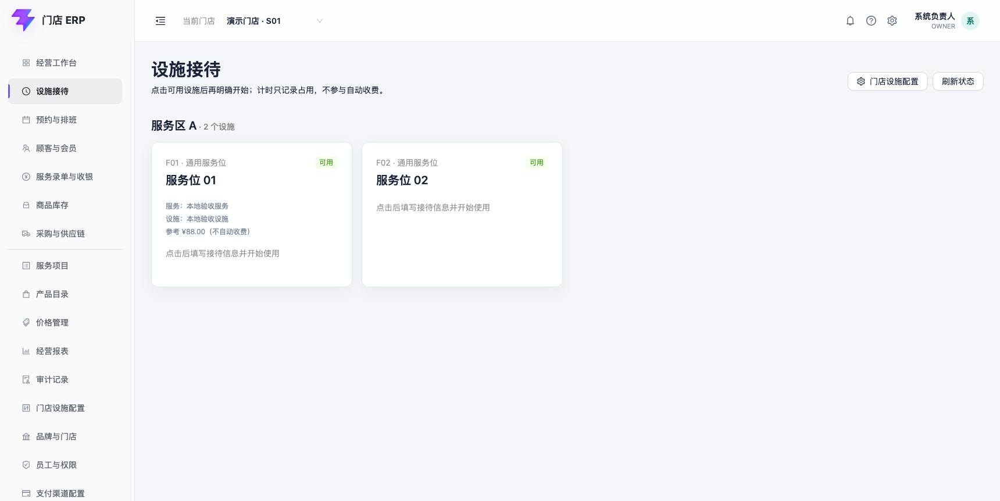 门店 ERP
当前门店 演示门店 · S01
系统负责人
OWNER
系
经营工作台
设施接待
预约与排班
顾客与会员
服务录单与收银
商品库存
采购与供应链
服务项目
产品目录
价格管理
经营报表
审计记录
门店设施配置
品牌与门店
员工与权限
支付渠道配置
设施接待
点击可用设施后再明确开始；计时只记录占用，不参与自动收费。
门店设施配置
刷新状态
服务区 A · 2 个设施
F01 · 通用服务位 可用
服务位 01
服务：本地验收服务
设施：本地验收设施
参考 ¥88.00（不自动收费）
点击后填写接待信息并开始使用
F02 · 通用服务位 可用
服务位 02
点击后填写接待信息并开始使用